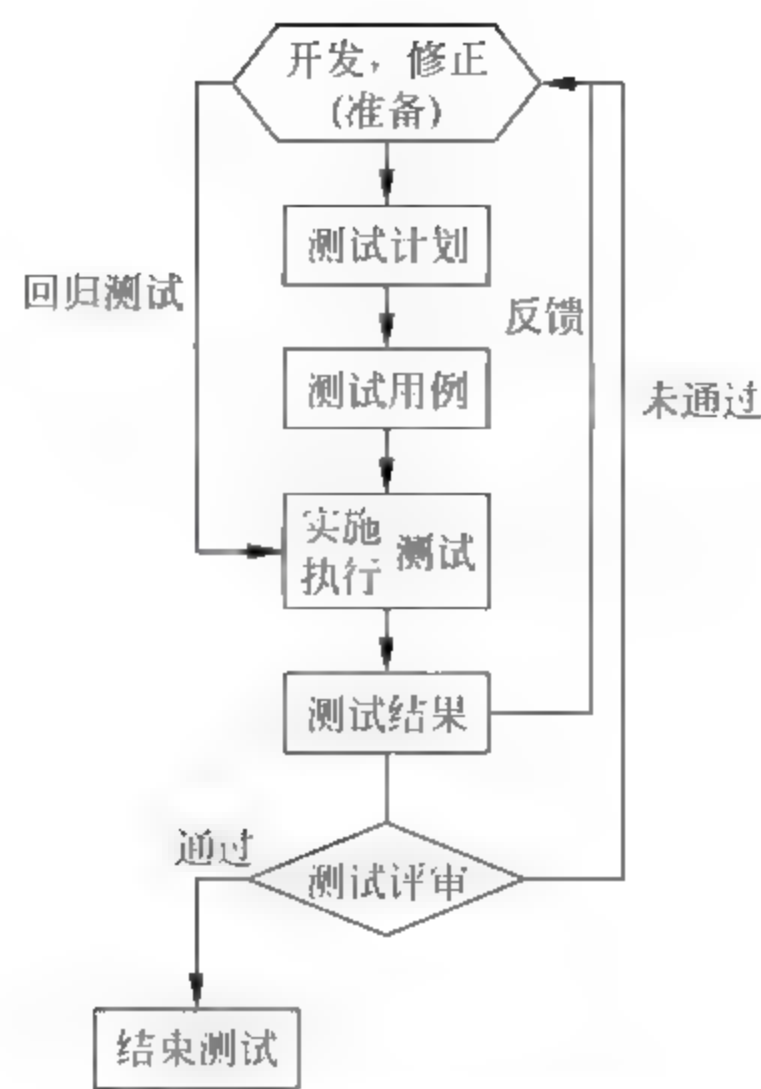 开发，修正
(准备)
测试计划
回归测试
反馈
测试用例
未通过
实施
执行
测试
测试结果
通过
测试评审
结束测试